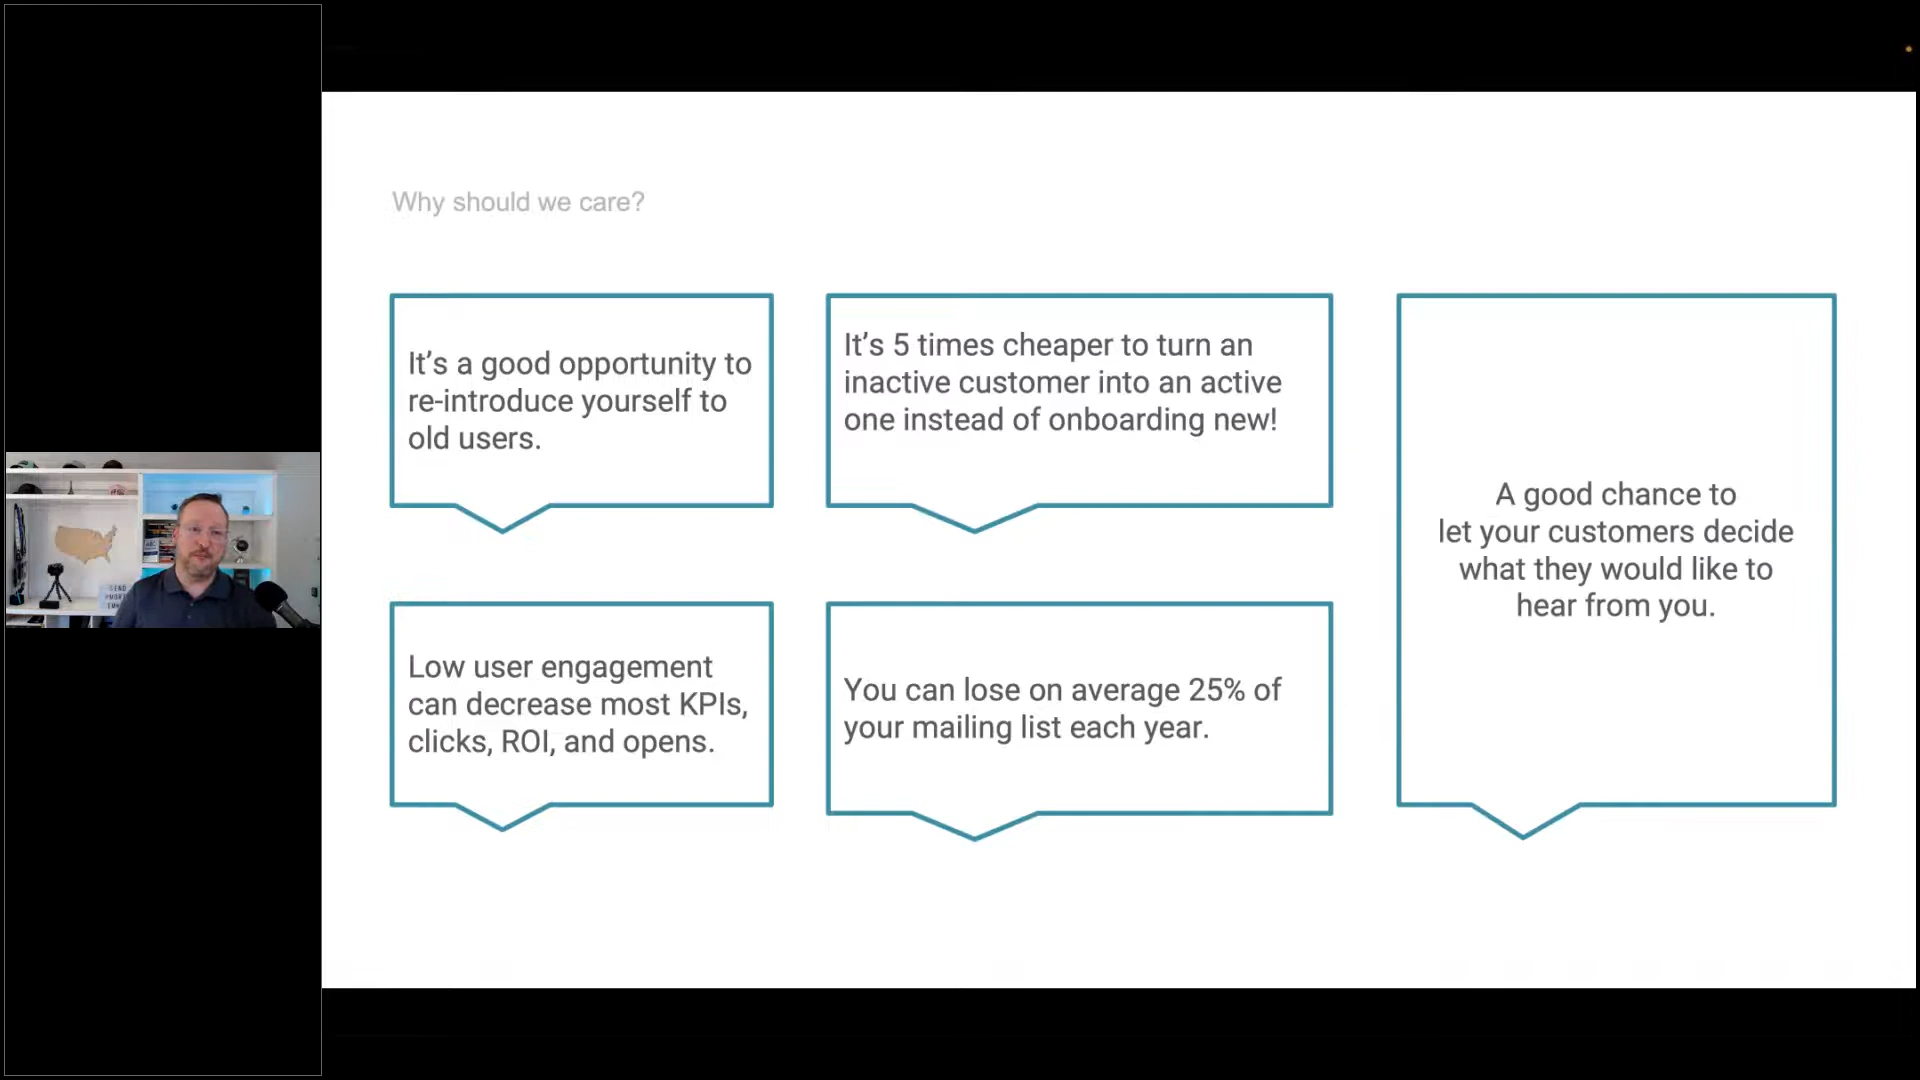 Why should we care?
It’s a good opportunity to
re-introduce yourself to
old users.
It’s 5 times cheaper to turn an
inactive customer into an active
one instead of onboarding new!
A good chance to
let your customers decide
what they would like to
hear from you.
Low user engagement
can decrease most KPIs,
clicks, ROI, and opens.
You can lose on average 25% of
your mailing list each year.